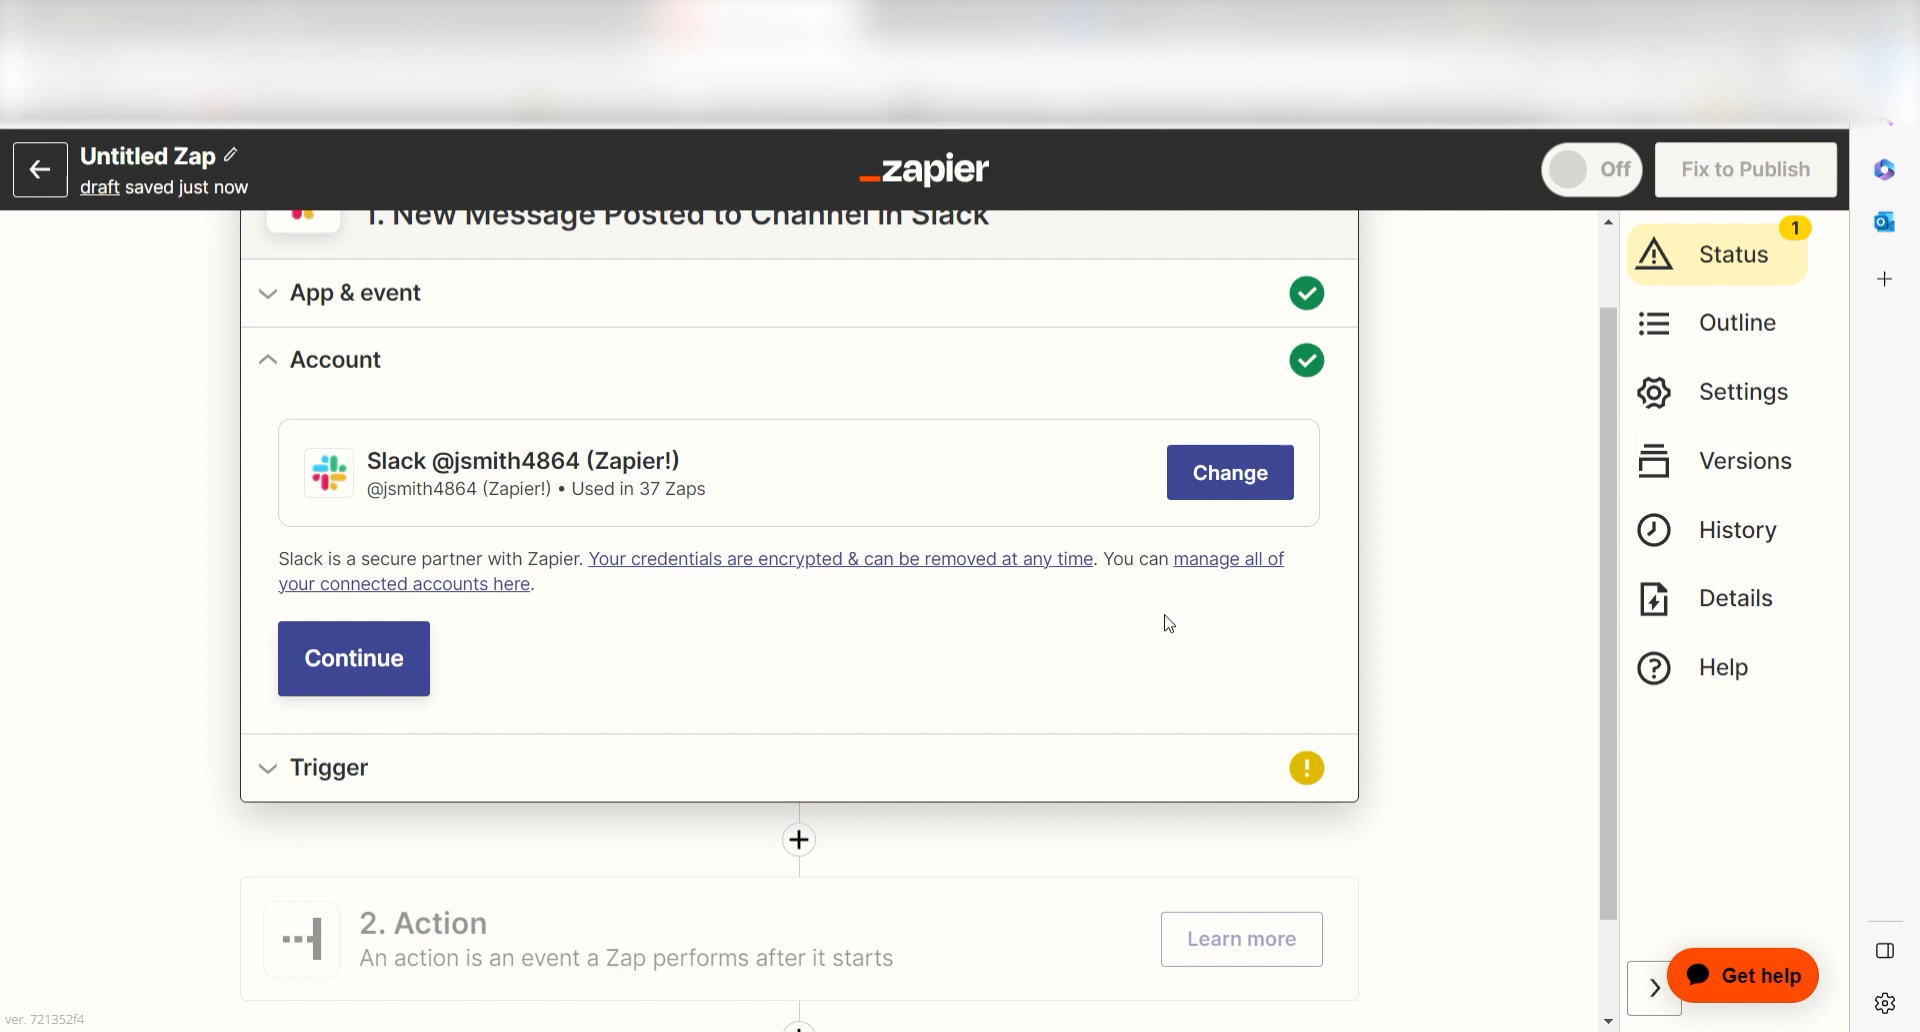 Untitled Zap
draft saved just now
zapier
Off
Fix to Publish
1. New Message Posted to Channel in Slack
App & event
Account
Slack @jsmith4864 (Zapier!)
@jsmith4864 (Zapier!) • Used in 37 Zaps
Change
Slack is a secure partner with Zapier. Your credentials are encrypted & can be removed at any time. You can manage all of
your connected accounts here.
Continue
Trigger
2. Action
An action is an event a Zap performs after it starts
Learn more
1
Status
Outline
Settings
Versions
History
Details
Help
Get help
ver. 721352f4